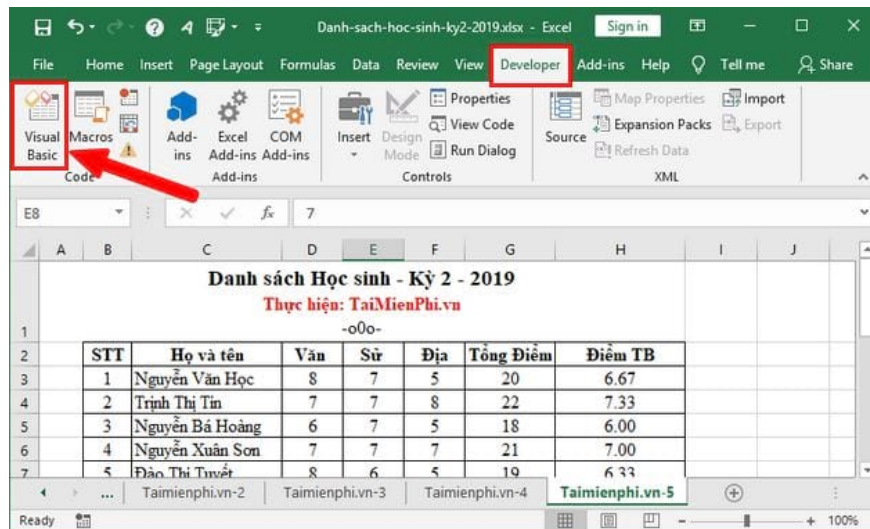 Danh-sach-hoc-sinh-ky2-2019.xlsx - Excel Sign in
File Home Insert Page Layout Formulas Data Review View Developer Add-ins Help Tell me Share
Visual Basic Macros
Code
Add-ins Excel Add-ins COM Add-ins
Add-ins
Insert Design Mode Properties View Code Run Dialog
Controls
Source Map Properties Expansion Packs Refresh Data Import Export
XML
E8 fx 7
A B C D E F G H I J
Danh sách Học sinh - Kỳ 2 - 2019
Thực hiện: TaiMienPhi.vn
1 -o0o-
2 STT Họ và tên Văn Sử Địa Tổng Điểm Điểm TB
3 1 Nguyễn Văn Học 8 7 5 20 6.67
4 2 Trịnh Thị Tín 7 7 8 22 7.33
5 3 Nguyễn Bá Hoàng 6 7 5 18 6.00
6 4 Nguyễn Xuân Sơn 7 7 7 21 7.00
7 5 Đào Thị Tuyết 8 6 5 19 6.33
... Taimienphi.vn-2 Taimienphi.vn-3 Taimienphi.vn-4 Taimienphi.vn-5
Ready 100%